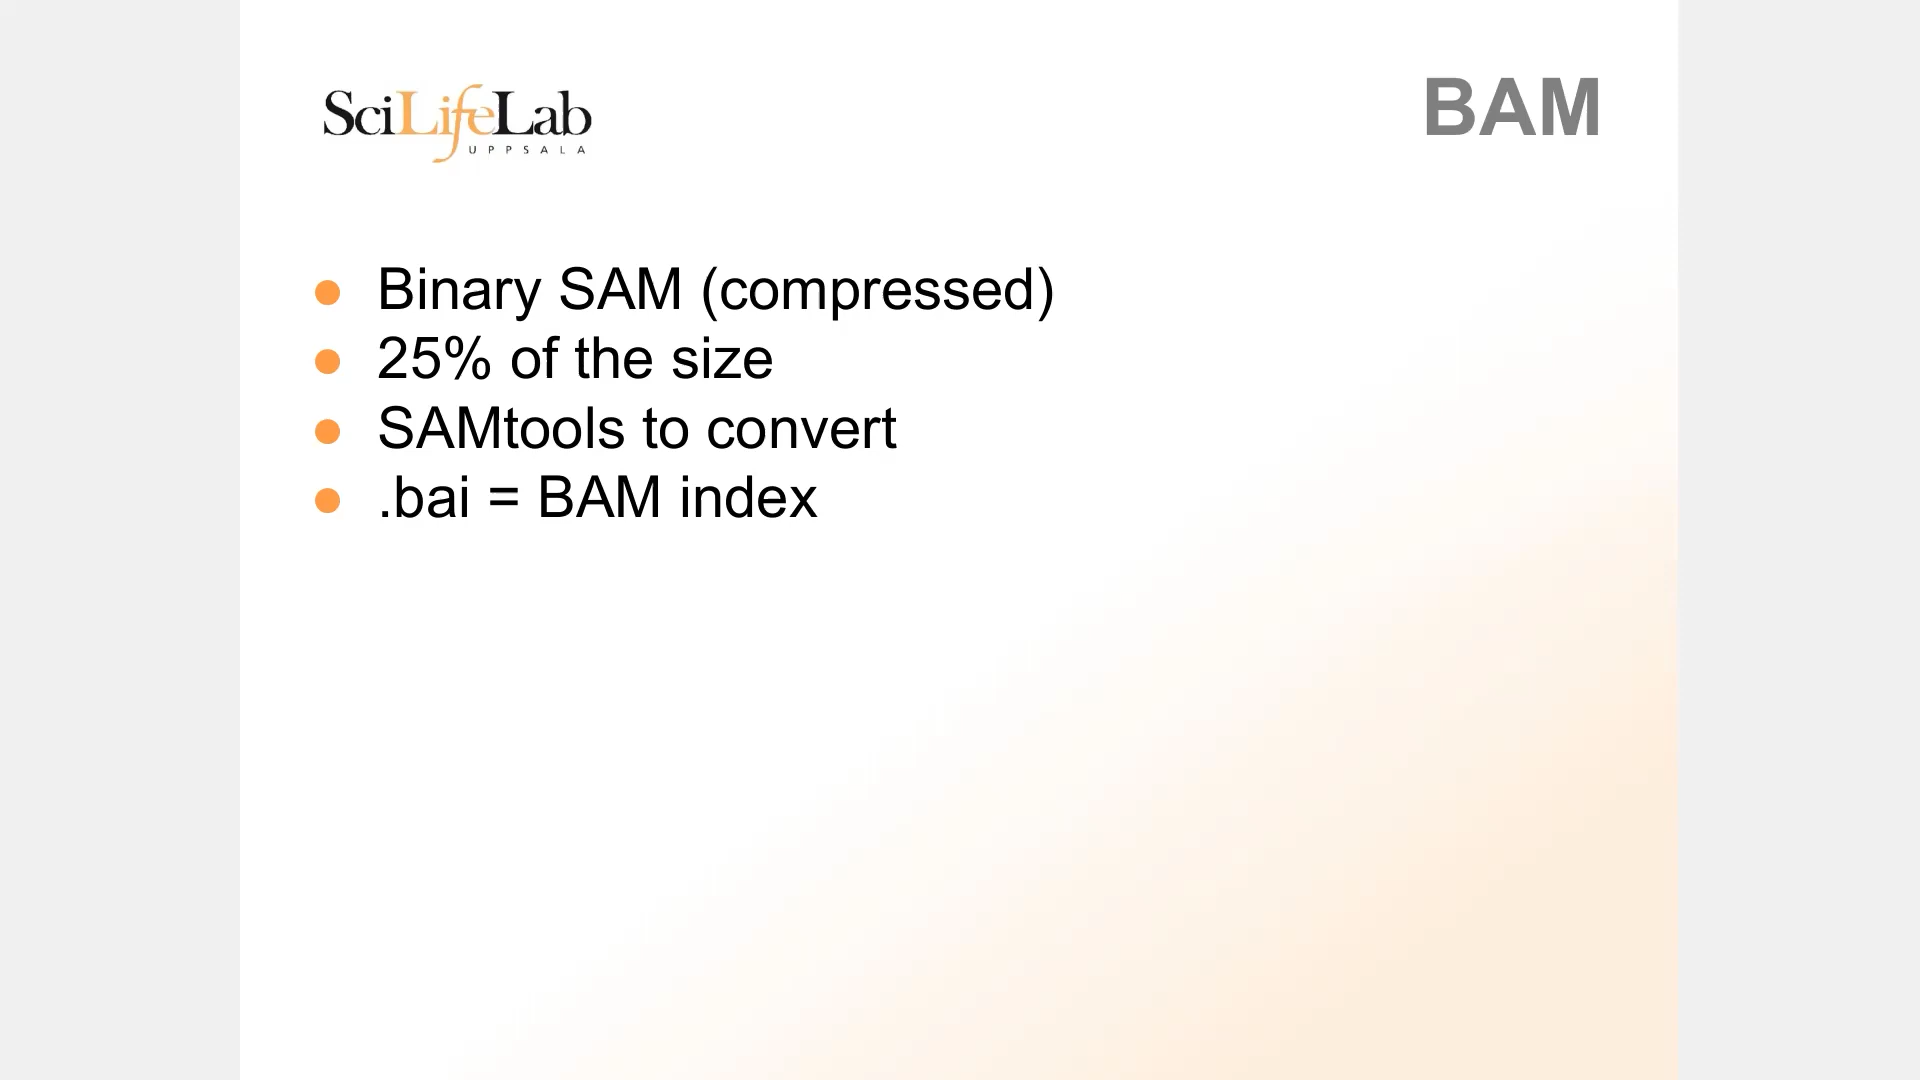 SciLifeLab
UPPSALA
BAM
Binary SAM (compressed)
25% of the size
SAMtools to convert
.bai = BAM index